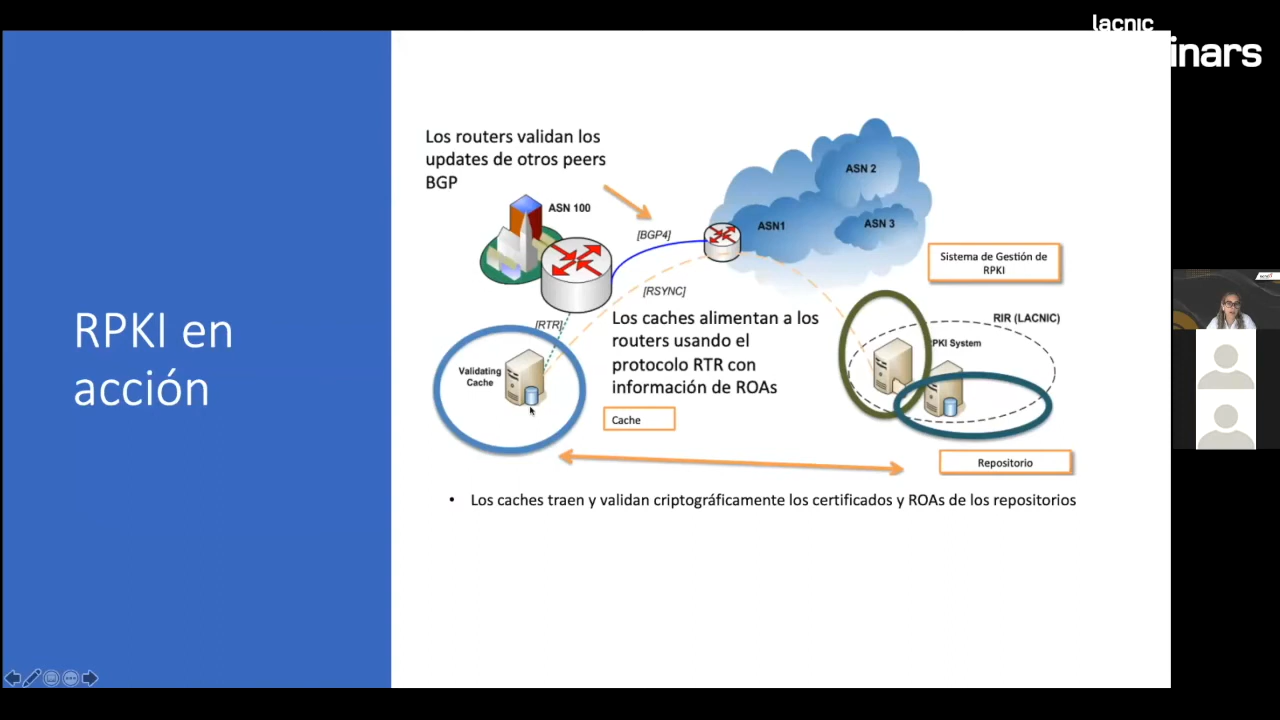 lacnic
inars
RPKI en
acción
Los routers validan los
updates de otros peers
BGP
ASN 100
[BGP4]
ASN 2
ASN1
ASN 3
Sistema de Gestión de
RPKI
[RSYNC]
[RTR]
Los caches alimentan a los
routers usando el
protocolo RTR con
información de ROAs
RIR (LACNIC)
PKI System
Validating
Cache
Cache
Repositorio
• Los caches traen y validan criptográficamente los certificados y ROAs de los repositorios